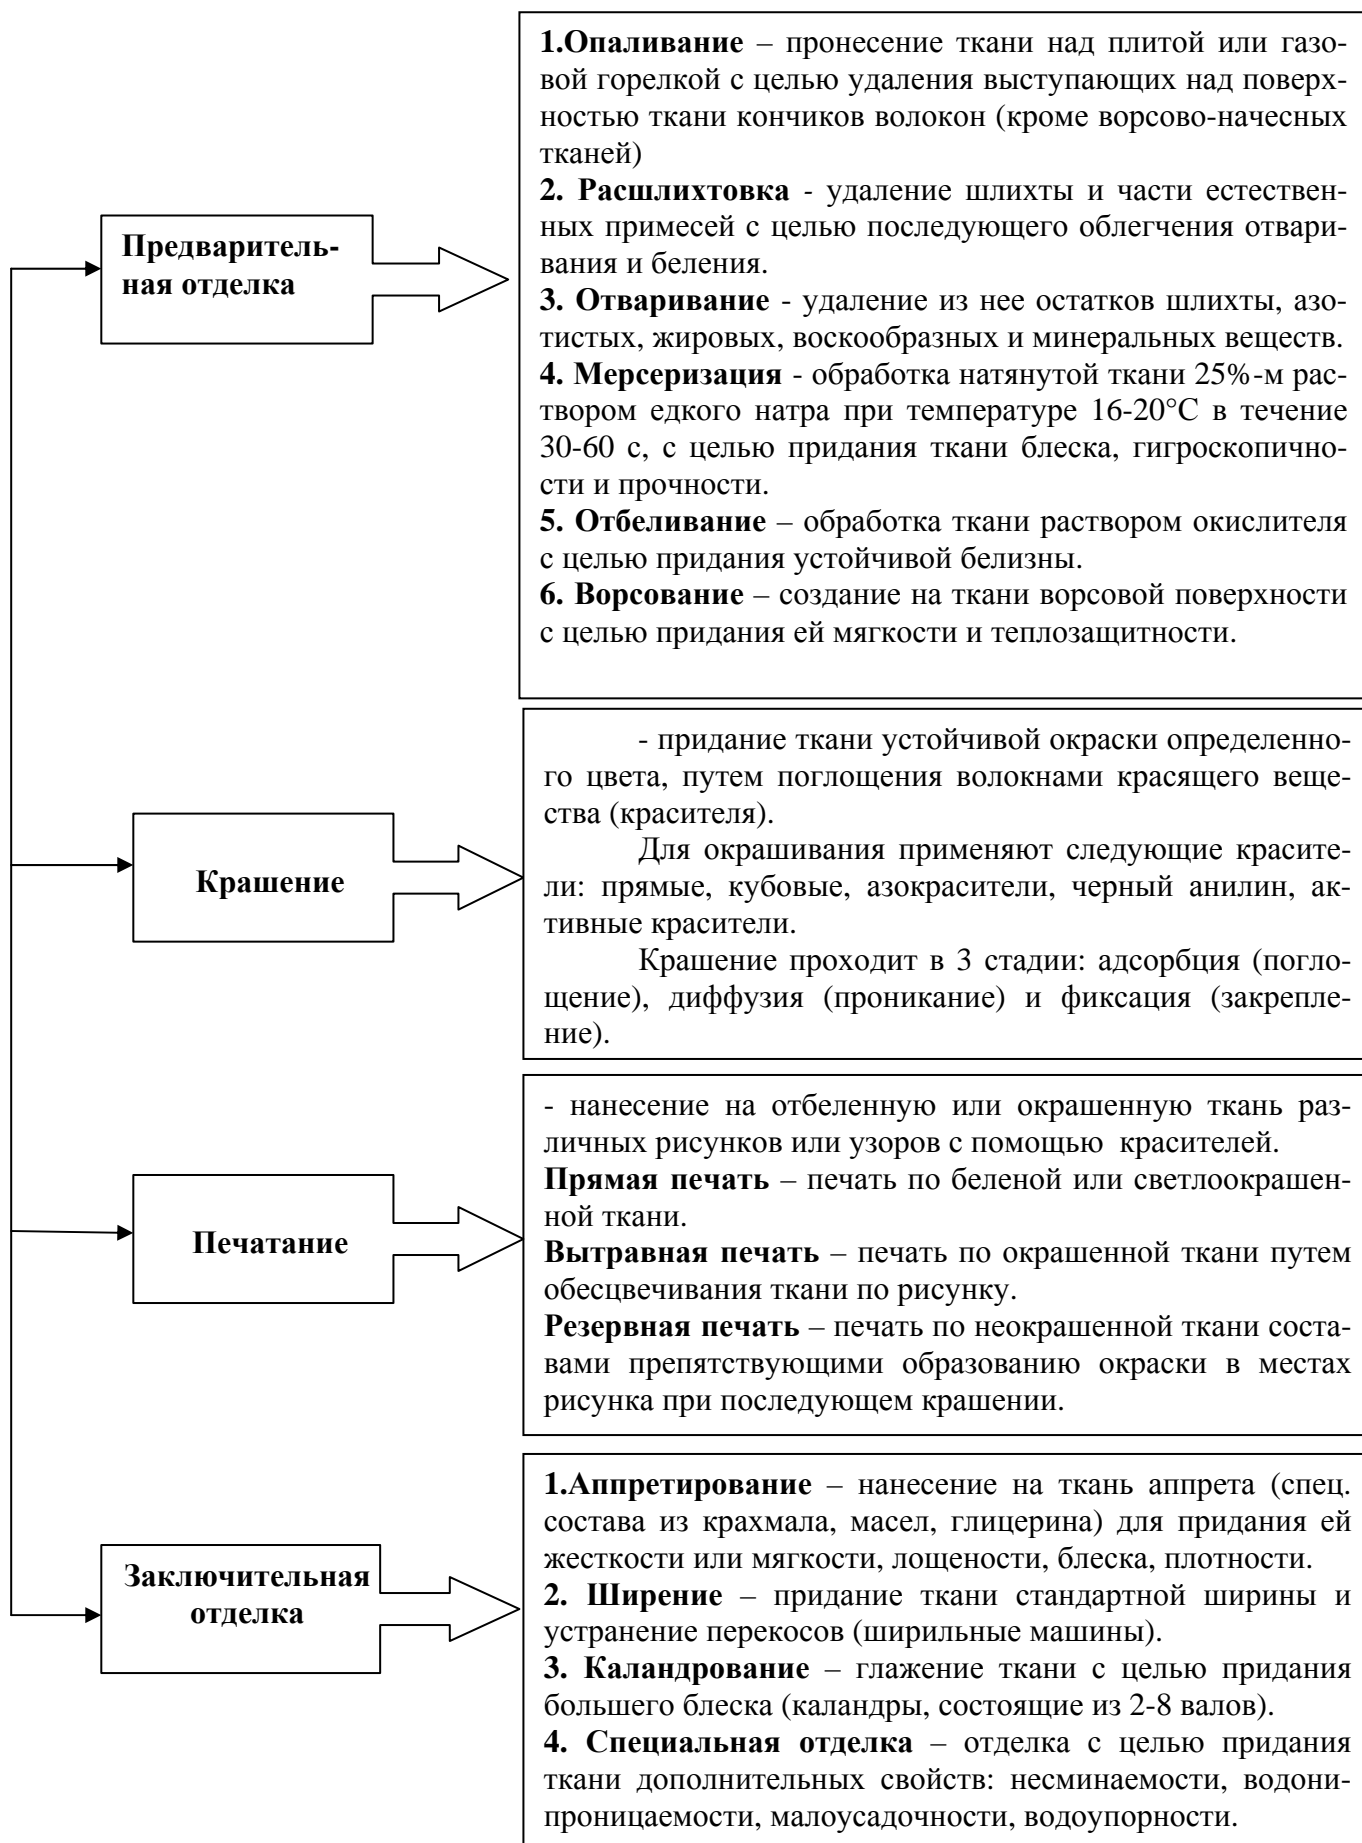 1.Опаливание – пронесение ткани над плитой или газо-
вой горелкой с целью удаления выступающих над поверх-
ностью ткани кончиков волокон (кроме ворсово-начесных
тканей)
2. Расшлихтовка - удаление шлихты и части естествен-
ных примесей с целью последующего облегчения отвари-
вания и беления.
3. Отваривание - удаление из нее остатков шлихты, азо-
тистых, жировых, воскообразных и минеральных веществ.
4. Мерсеризация - обработка натянутой ткани 25%-м рас-
твором едкого натра при температуре 16-20°С в течение
30-60 с, с целью придания ткани блеска, гигроскопично-
сти и прочности.
5. Отбеливание – обработка ткани раствором окислителя
с целью придания устойчивой белизны.
6. Ворсование – создание на ткани ворсовой поверхности
с целью придания ей мягкости и теплозащитности.
Предваритель-
ная отделка
- придание ткани устойчивой окраски определенно-
го цвета, путем поглощения волокнами красящего веще-
ства (красителя).
Для окрашивания применяют следующие красите-
ли: прямые, кубовые, азокрасители, черный анилин, ак-
тивные красители.
Крашение проходит в 3 стадии: адсорбция (погло-
щение), диффузия (проникание) и фиксация (закрепле-
ние).
Крашение
- нанесение на отбеленную или окрашенную ткань раз-
личных рисунков или узоров с помощью красителей.
Прямая печать – печать по беленой или светлоокрашен-
ной ткани.
Вытравная печать – печать по окрашенной ткани путем
обесцвечивания ткани по рисунку.
Резервная печать – печать по неокрашенной ткани соста-
вами препятствующими образованию окраски в местах
рисунка при последующем крашении.
Печатание
1.Аппретирование – нанесение на ткань аппрета (спец.
состава из крахмала, масел, глицерина) для придания ей
жесткости или мягкости, лощености, блеска, плотности.
2. Ширение – придание ткани стандартной ширины и
устранение перекосов (ширильные машины).
3. Каландрование – глажение ткани с целью придания
большего блеска (каландры, состоящие из 2-8 валов).
4. Специальная отделка – отделка с целью придания
ткани дополнительных свойств: несминаемости, водони-
проницаемости, малоусадочности, водоупорности.
Заключительная
отделка